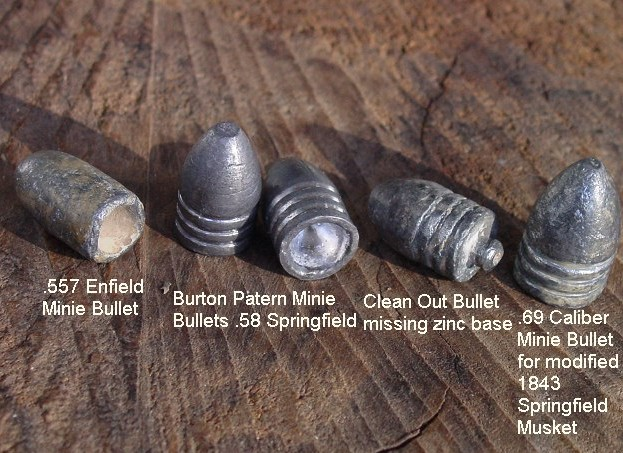 .557 Enfield
Minie Bullet
Burton Patern Minie
Bullets .58 Springfield
Clean Out Bullet
missing zinc base
.69 Caliber
Minie Bullet
for modified
1843
Springfield
Musket